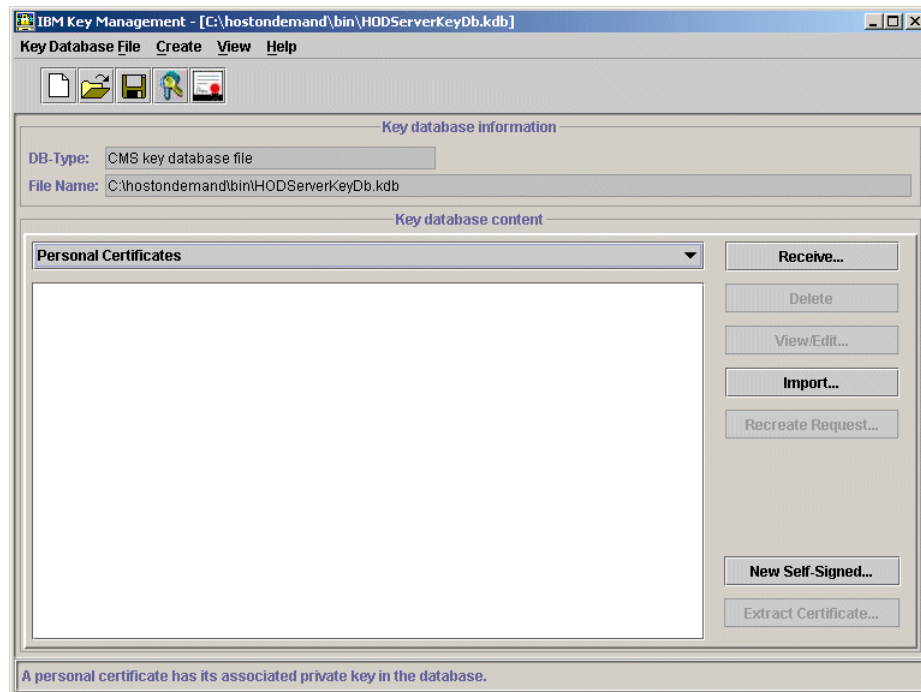 IBM Key Management - [C:\hostondemand\bin\HODServerKeyDb.kdb]
Key Database File Create View Help
Key database information
DB-Type: CMS key database file
File Name: C:\hostondemand\bin\HODServerKeyDb.kdb
Key database content
Personal Certificates
Receive...
Delete
View/Edit...
Import...
Recreate Request...
New Self-Signed...
Extract Certificate...
A personal certificate has its associated private key in the database.